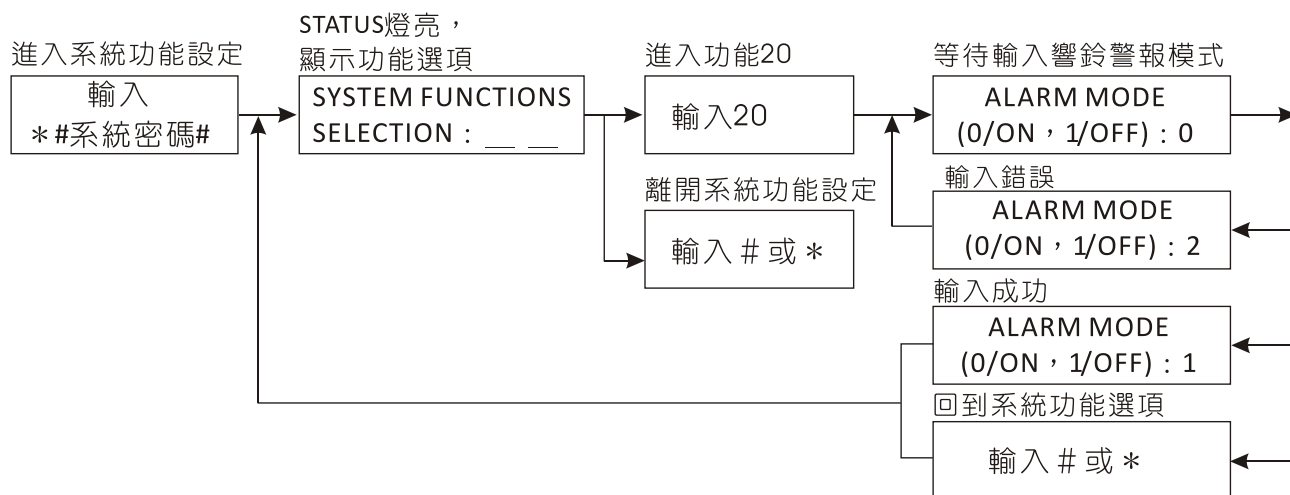 進入系統功能設定
輸入
*#系統密碼#
STATUS燈亮，
顯示功能選項
SYSTEM FUNCTIONS
SELECTION：__ __
進入功能20
輸入20
離開系統功能設定
輸入#或*
等待輸入響鈴警報模式
ALARM MODE
(0/ON，1/OFF)：0
輸入錯誤
ALARM MODE
(0/ON，1/OFF)：2
輸入成功
ALARM MODE
(0/ON，1/OFF)：1
回到系統功能選項
輸入#或*